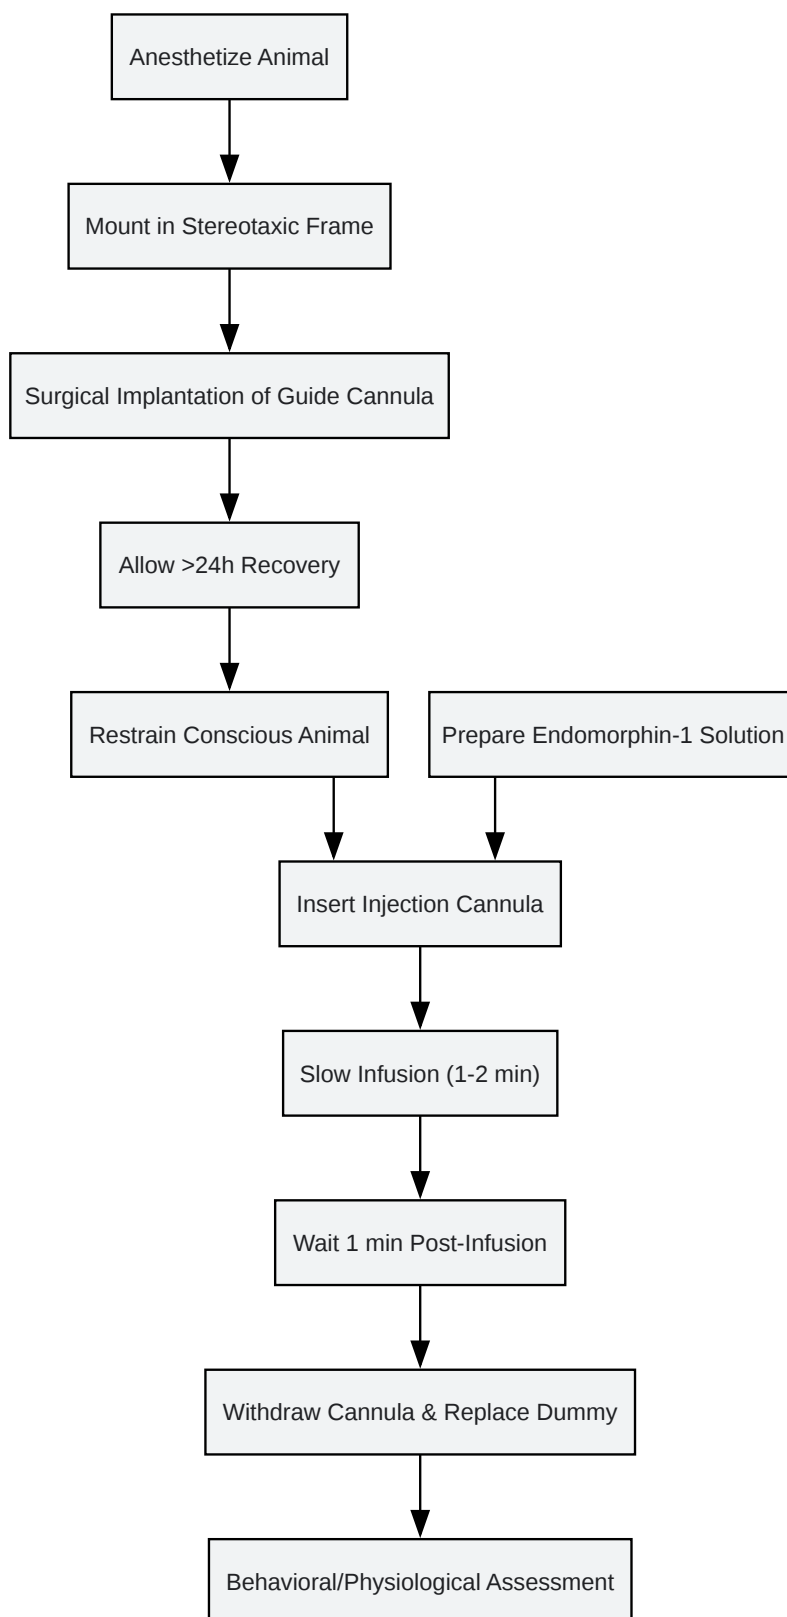 Anesthetize Animal
Mount in Stereotaxic Frame
Surgical Implantation of Guide Cannula
Allow >24h Recovery
Restrain Conscious Animal
Prepare Endomorphin-1 Solution
Insert Injection Cannula
Slow Infusion (1-2 min)
Wait 1 min Post-Infusion
Withdraw Cannula & Replace Dummy
Behavioral/Physiological Assessment